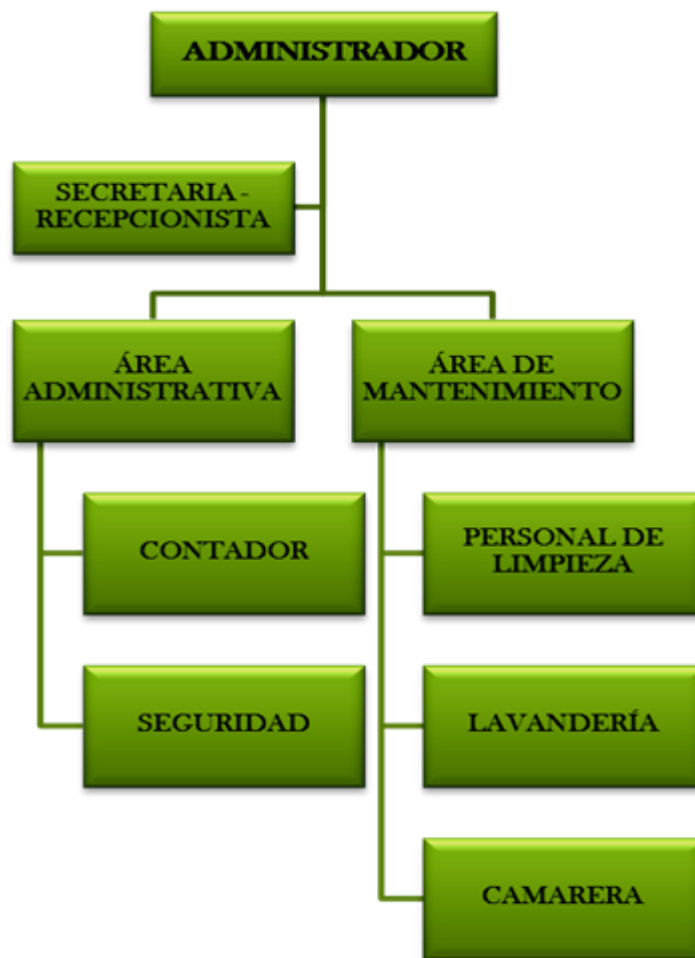 ADMINISTRADOR
SECRETARIA -
RECEPCIONISTA
ÁREA
ADMINISTRATIVA
ÁREA DE
MANTENIMIENTO
CONTADOR
SEGURIDAD
PERSONAL DE
LIMPIEZA
LAVANDERÍA
CAMARERA